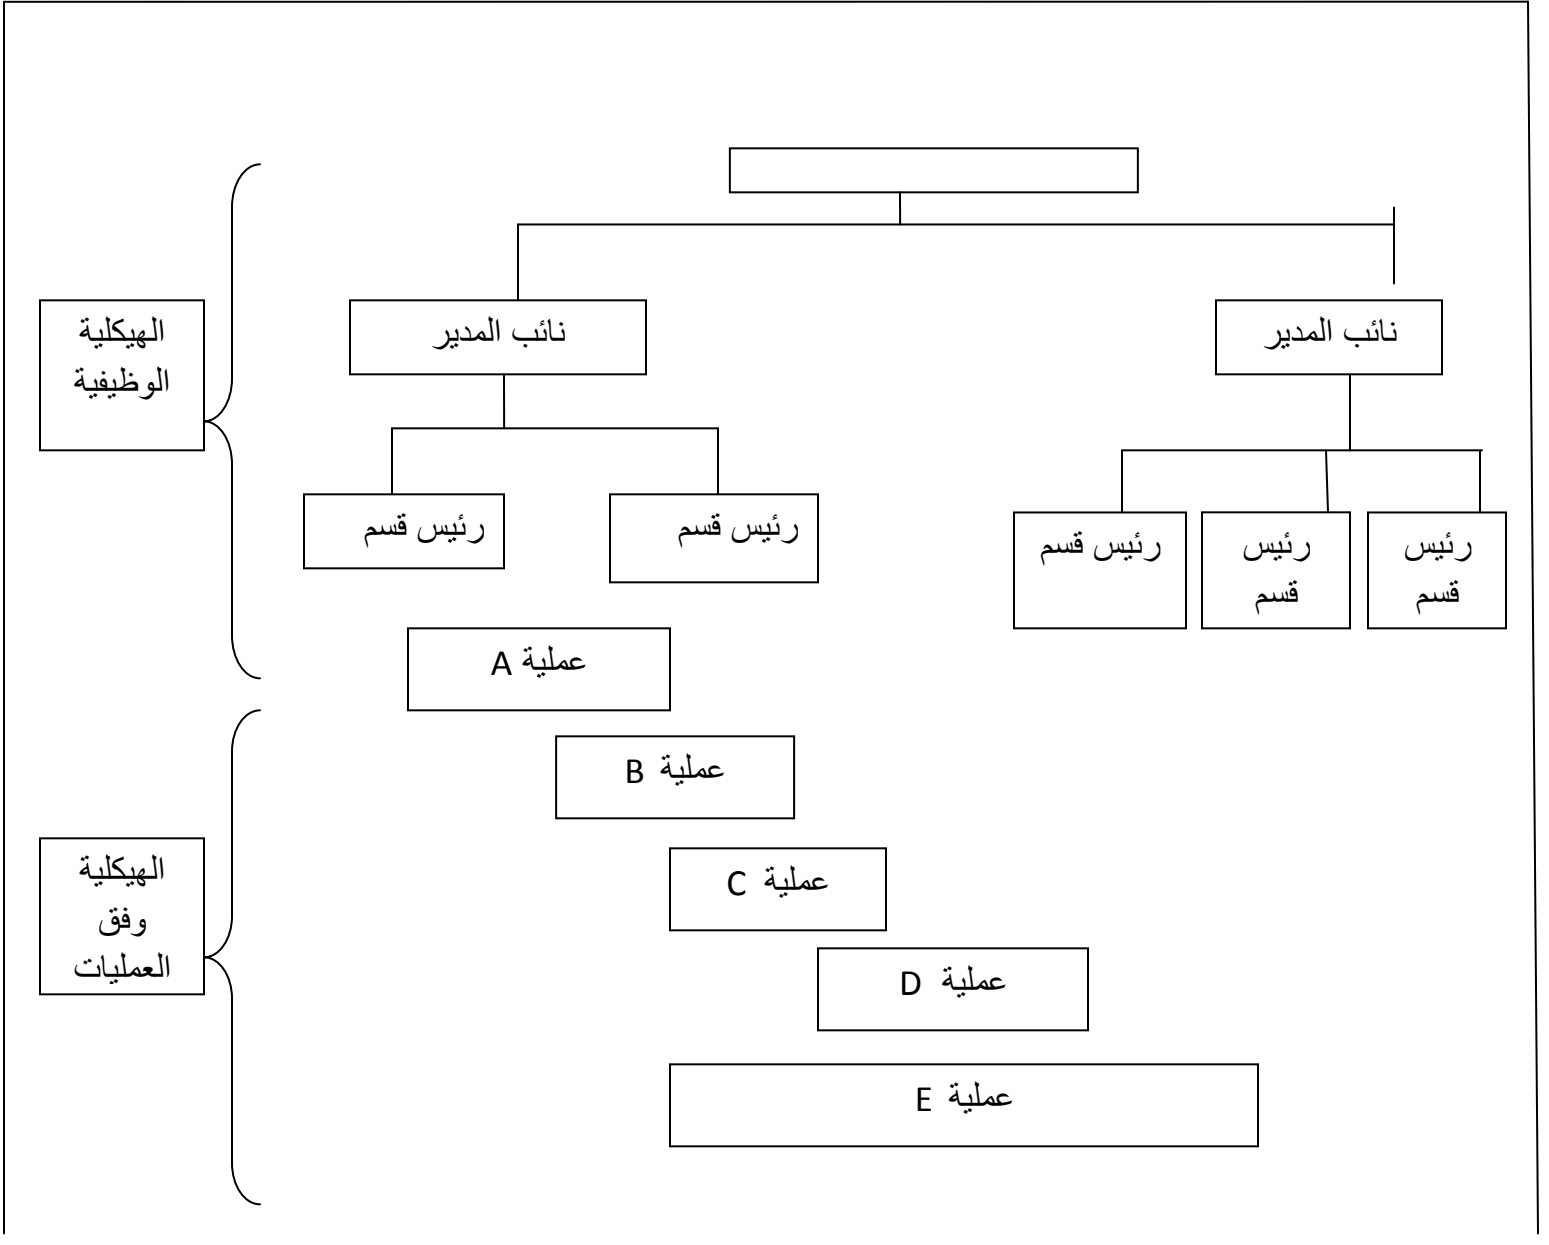 نائب المدير
نائب المدير
الهيكلية
الوظيفية
رئيس قسم
رئيس
قسم
رئيس
قسم
رئيس قسم
رئيس قسم
عملية A
عملية B
عملية C
عملية D
عملية E
الهيكلية
وفق
العمليات